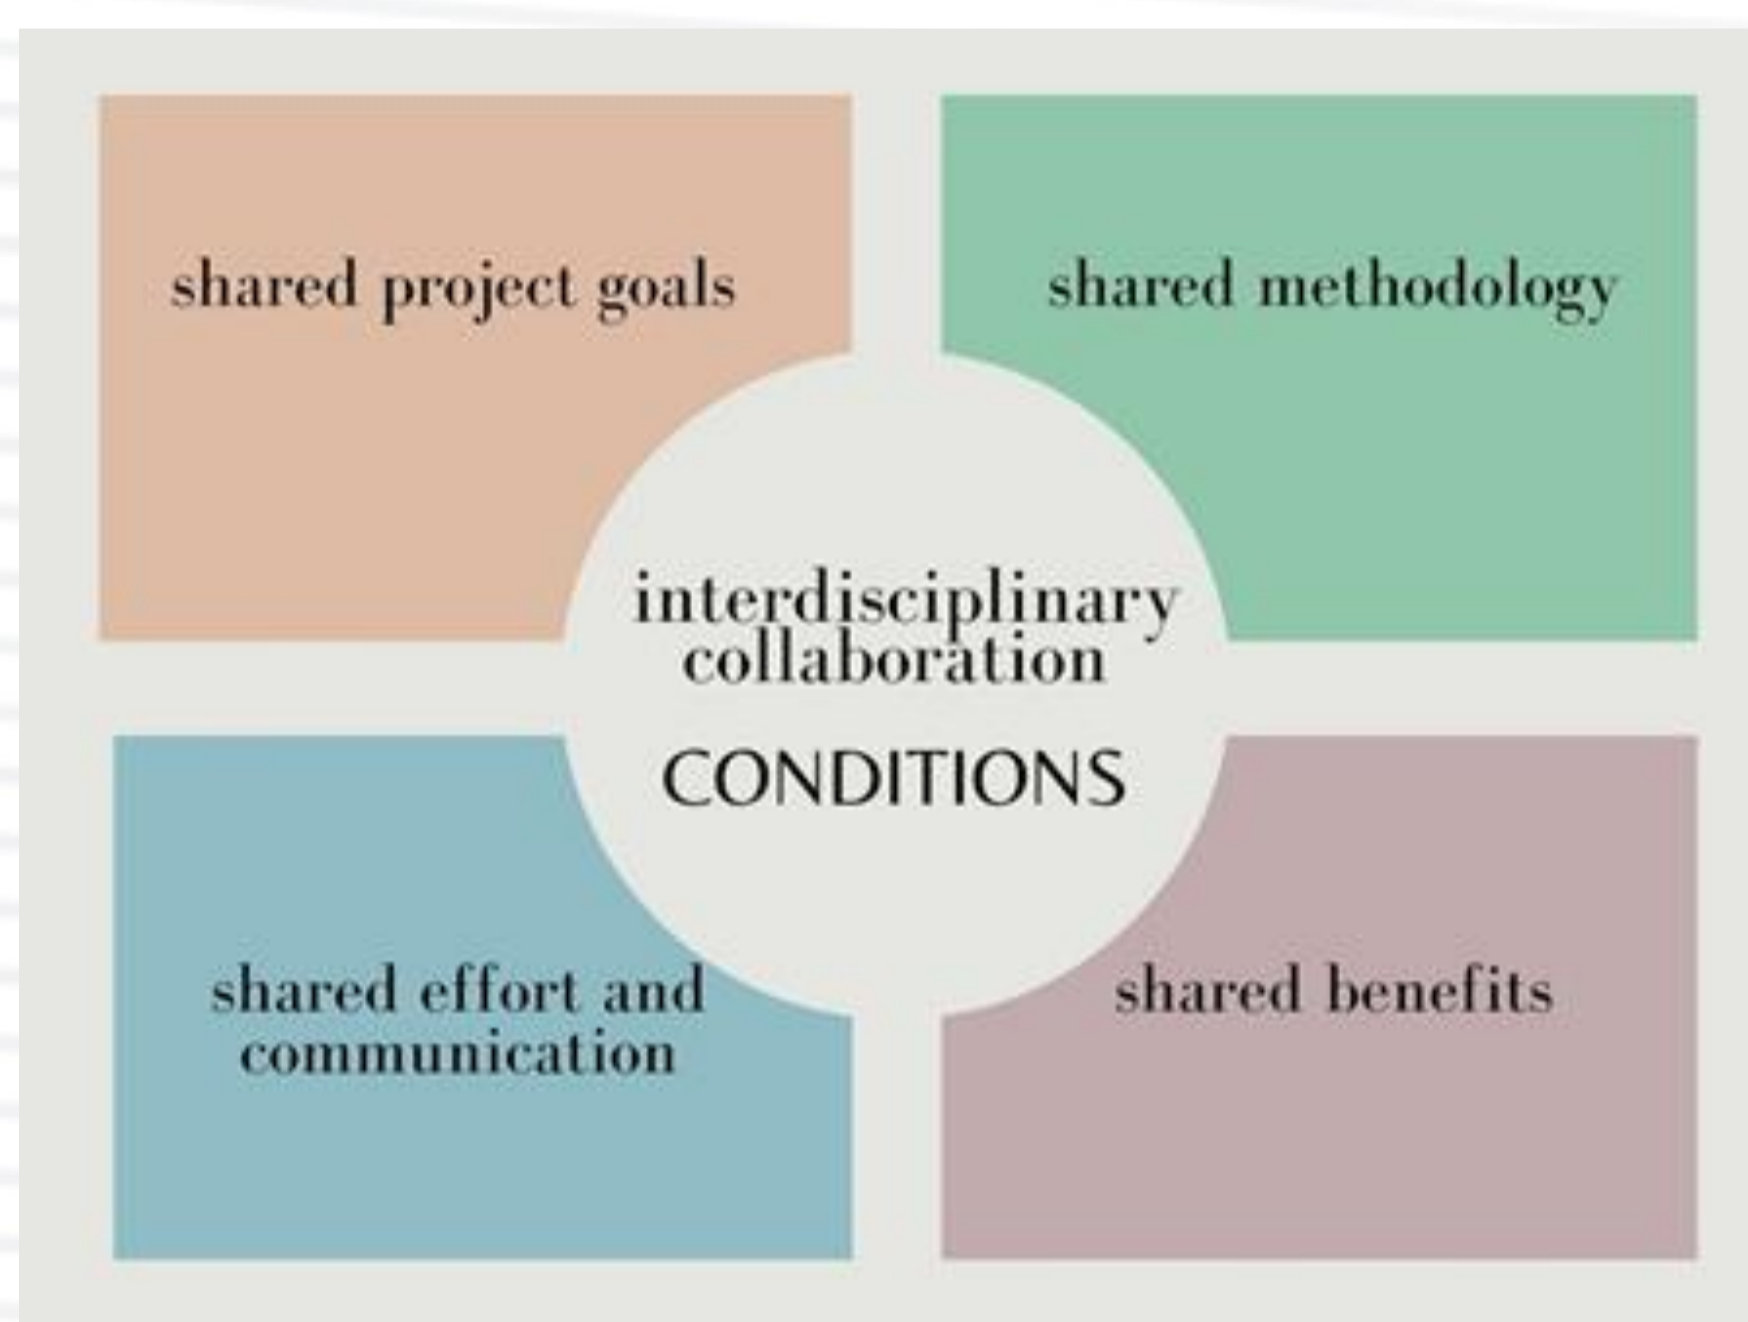 shared project goals
shared methodology
interdisciplinary
collaboration
CONDITIONS
shared effort and
communication
shared benefits